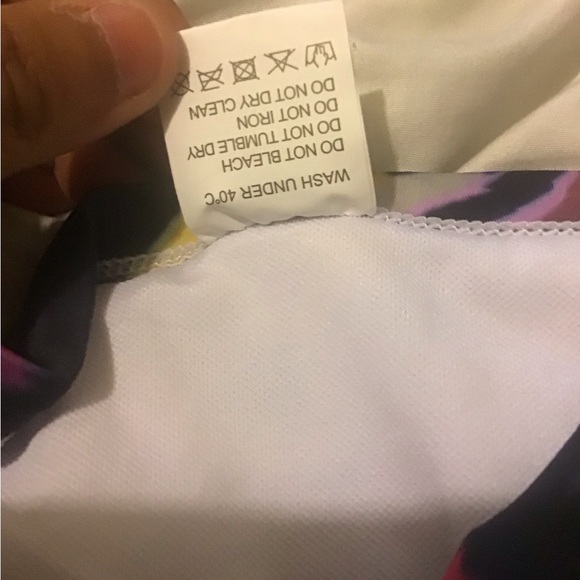 WASH UNDER 40°C
DO NOT BLEACH
DO NOT TUMBLE DRY
DO NOT IRON
DO NOT DRY CLEAN